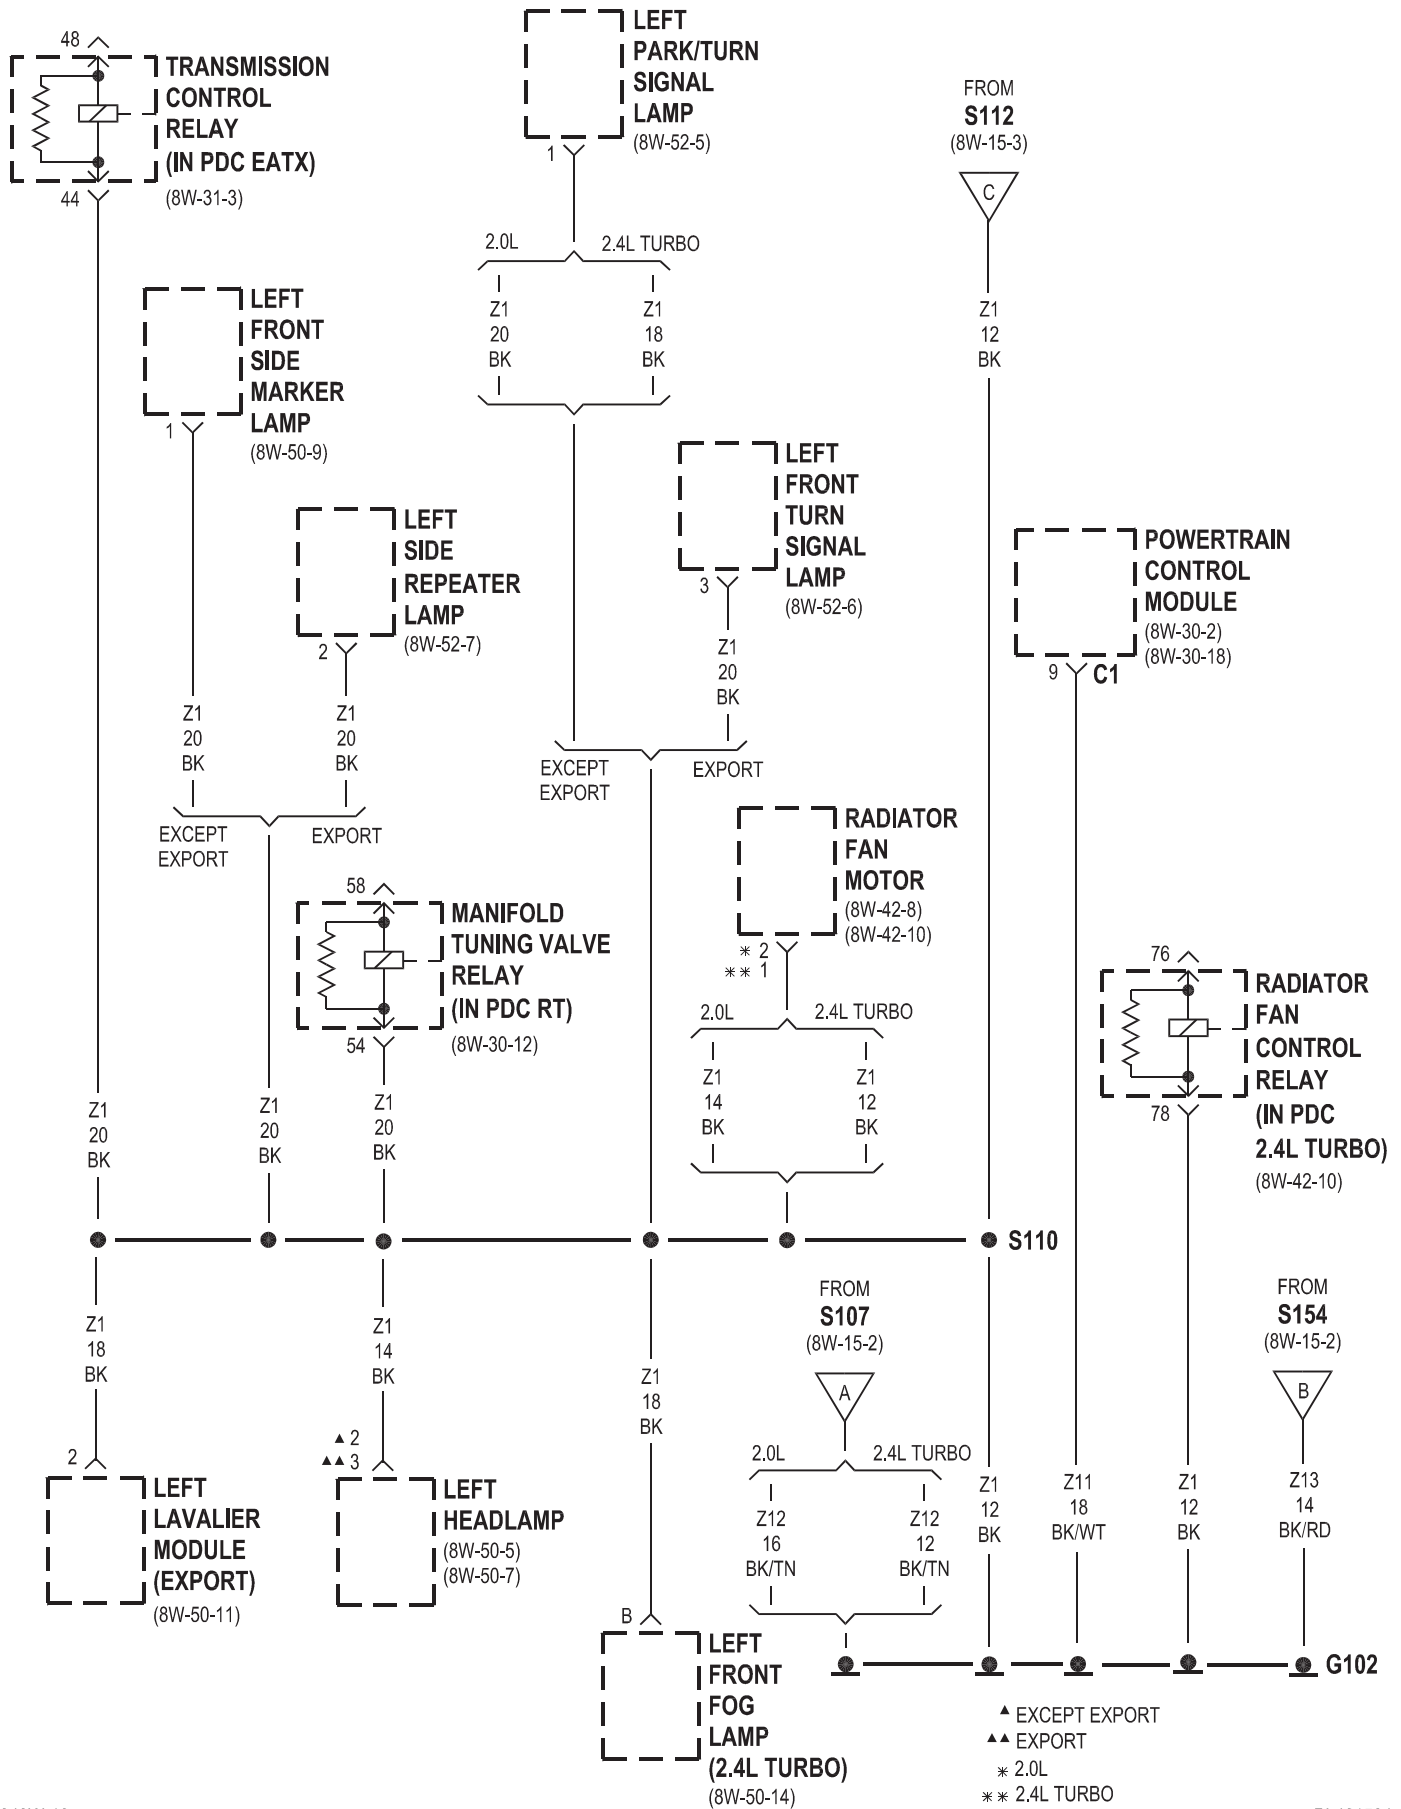 48
TRANSMISSION
CONTROL
RELAY
(IN PDC EATX)
(8W-31-3)
44
LEFT
PARK/TURN
SIGNAL
LAMP
(8W-52-5)
1
2.0L
2.4L TURBO
Z1
20
BK
Z1
18
BK
FROM
S112
(8W-15-3)
C
Z1
12
BK
LEFT
FRONT
SIDE
MARKER
LAMP
(8W-50-9)
1
Z1
20
BK
LEFT
SIDE
REPEATER
LAMP
(8W-52-7)
2
Z1
20
BK
EXCEPT
EXPORT
EXPORT
LEFT
FRONT
TURN
SIGNAL
LAMP
(8W-52-6)
3
Z1
20
BK
EXCEPT
EXPORT
EXPORT
POWERTRAIN
CONTROL
MODULE
(8W-30-2)
(8W-30-18)
9
C1
58
MANIFOLD
TUNING VALVE
RELAY
(IN PDC RT)
(8W-30-12)
54
RADIATOR
FAN
MOTOR
(8W-42-8)
(8W-42-10)
* 2
** 1
2.0L
2.4L TURBO
Z1
14
BK
Z1
12
BK
76
RADIATOR
FAN
CONTROL
RELAY
(IN PDC
2.4L TURBO)
(8W-42-10)
78
Z1
20
BK
Z1
20
BK
Z1
20
BK
S110
Z1
18
BK
Z1
14
BK
Z1
18
BK
FROM
S107
(8W-15-2)
A
2.0L
2.4L TURBO
Z12
16
BK/TN
Z12
12
BK/TN
Z1
12
BK
Z11
18
BK/WT
Z1
12
BK
FROM
S154
(8W-15-2)
B
Z13
14
BK/RD
2
LEFT
LAVALIER
MODULE
(EXPORT)
(8W-50-11)
▲ 2
▲▲ 3
LEFT
HEADLAMP
(8W-50-5)
(8W-50-7)
B
LEFT
FRONT
FOG
LAMP
(2.4L TURBO)
(8W-50-14)
G102
▲ EXCEPT EXPORT
▲▲ EXPORT
* 2.0L
** 2.4L TURBO